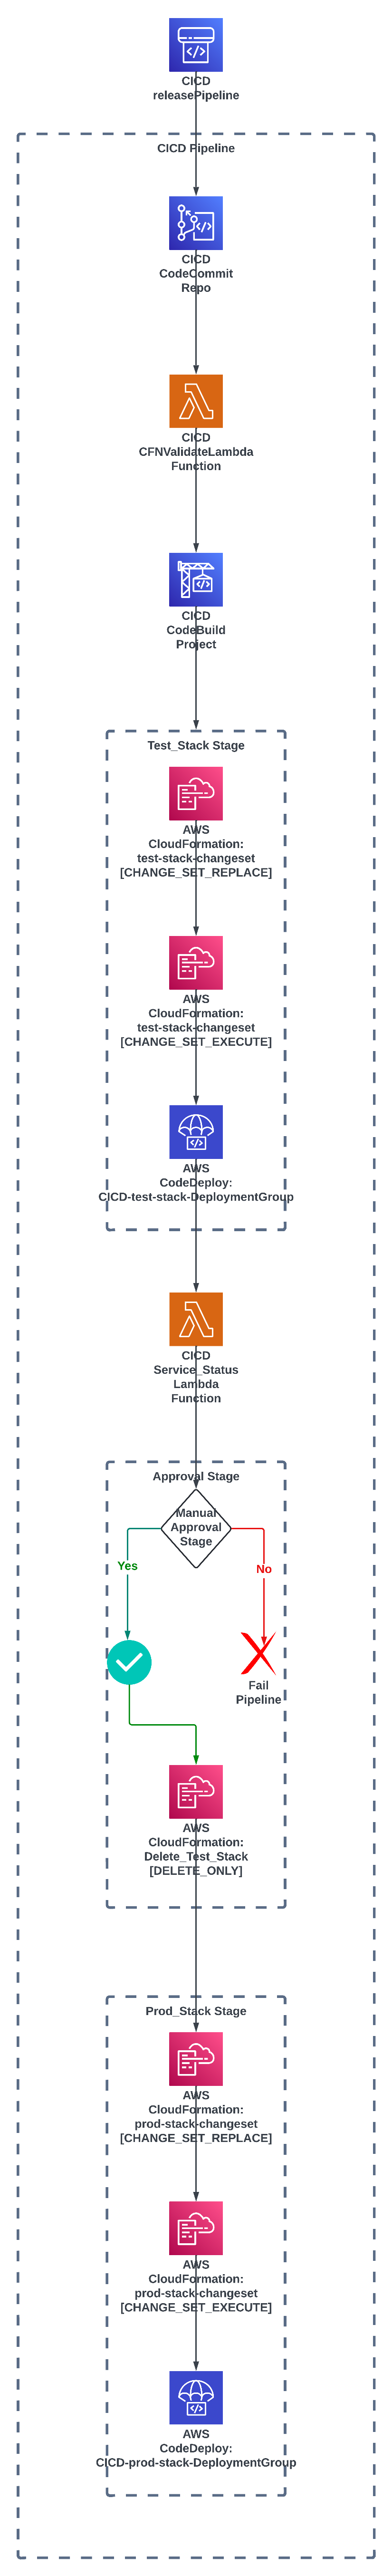 CICD
releasePipeline
CICD Pipeline
CICD
CodeCommit
Repo
CICD
CFNValidateLambda
Function
CICD
CodeBuild
Project
Test_Stack Stage
AWS
CloudFormation:
test-stack-changeset
[CHANGE_SET_REPLACE]
AWS
CloudFormation:
test-stack-changeset
[CHANGE_SET_EXECUTE]
AWS
CodeDeploy:
CICD-test-stack-DeploymentGroup
CICD
Service_Status
Lambda
Function
Approval Stage
Manual
Approval
Stage
Yes
No
Fail
Pipeline
AWS
CloudFormation:
Delete_Test_Stack
[DELETE_ONLY]
Prod_Stack Stage
AWS
CloudFormation:
prod-stack-changeset
[CHANGE_SET_REPLACE]
AWS
CloudFormation:
prod-stack-changeset
[CHANGE_SET_EXECUTE]
AWS
CodeDeploy:
CICD-prod-stack-DeploymentGroup